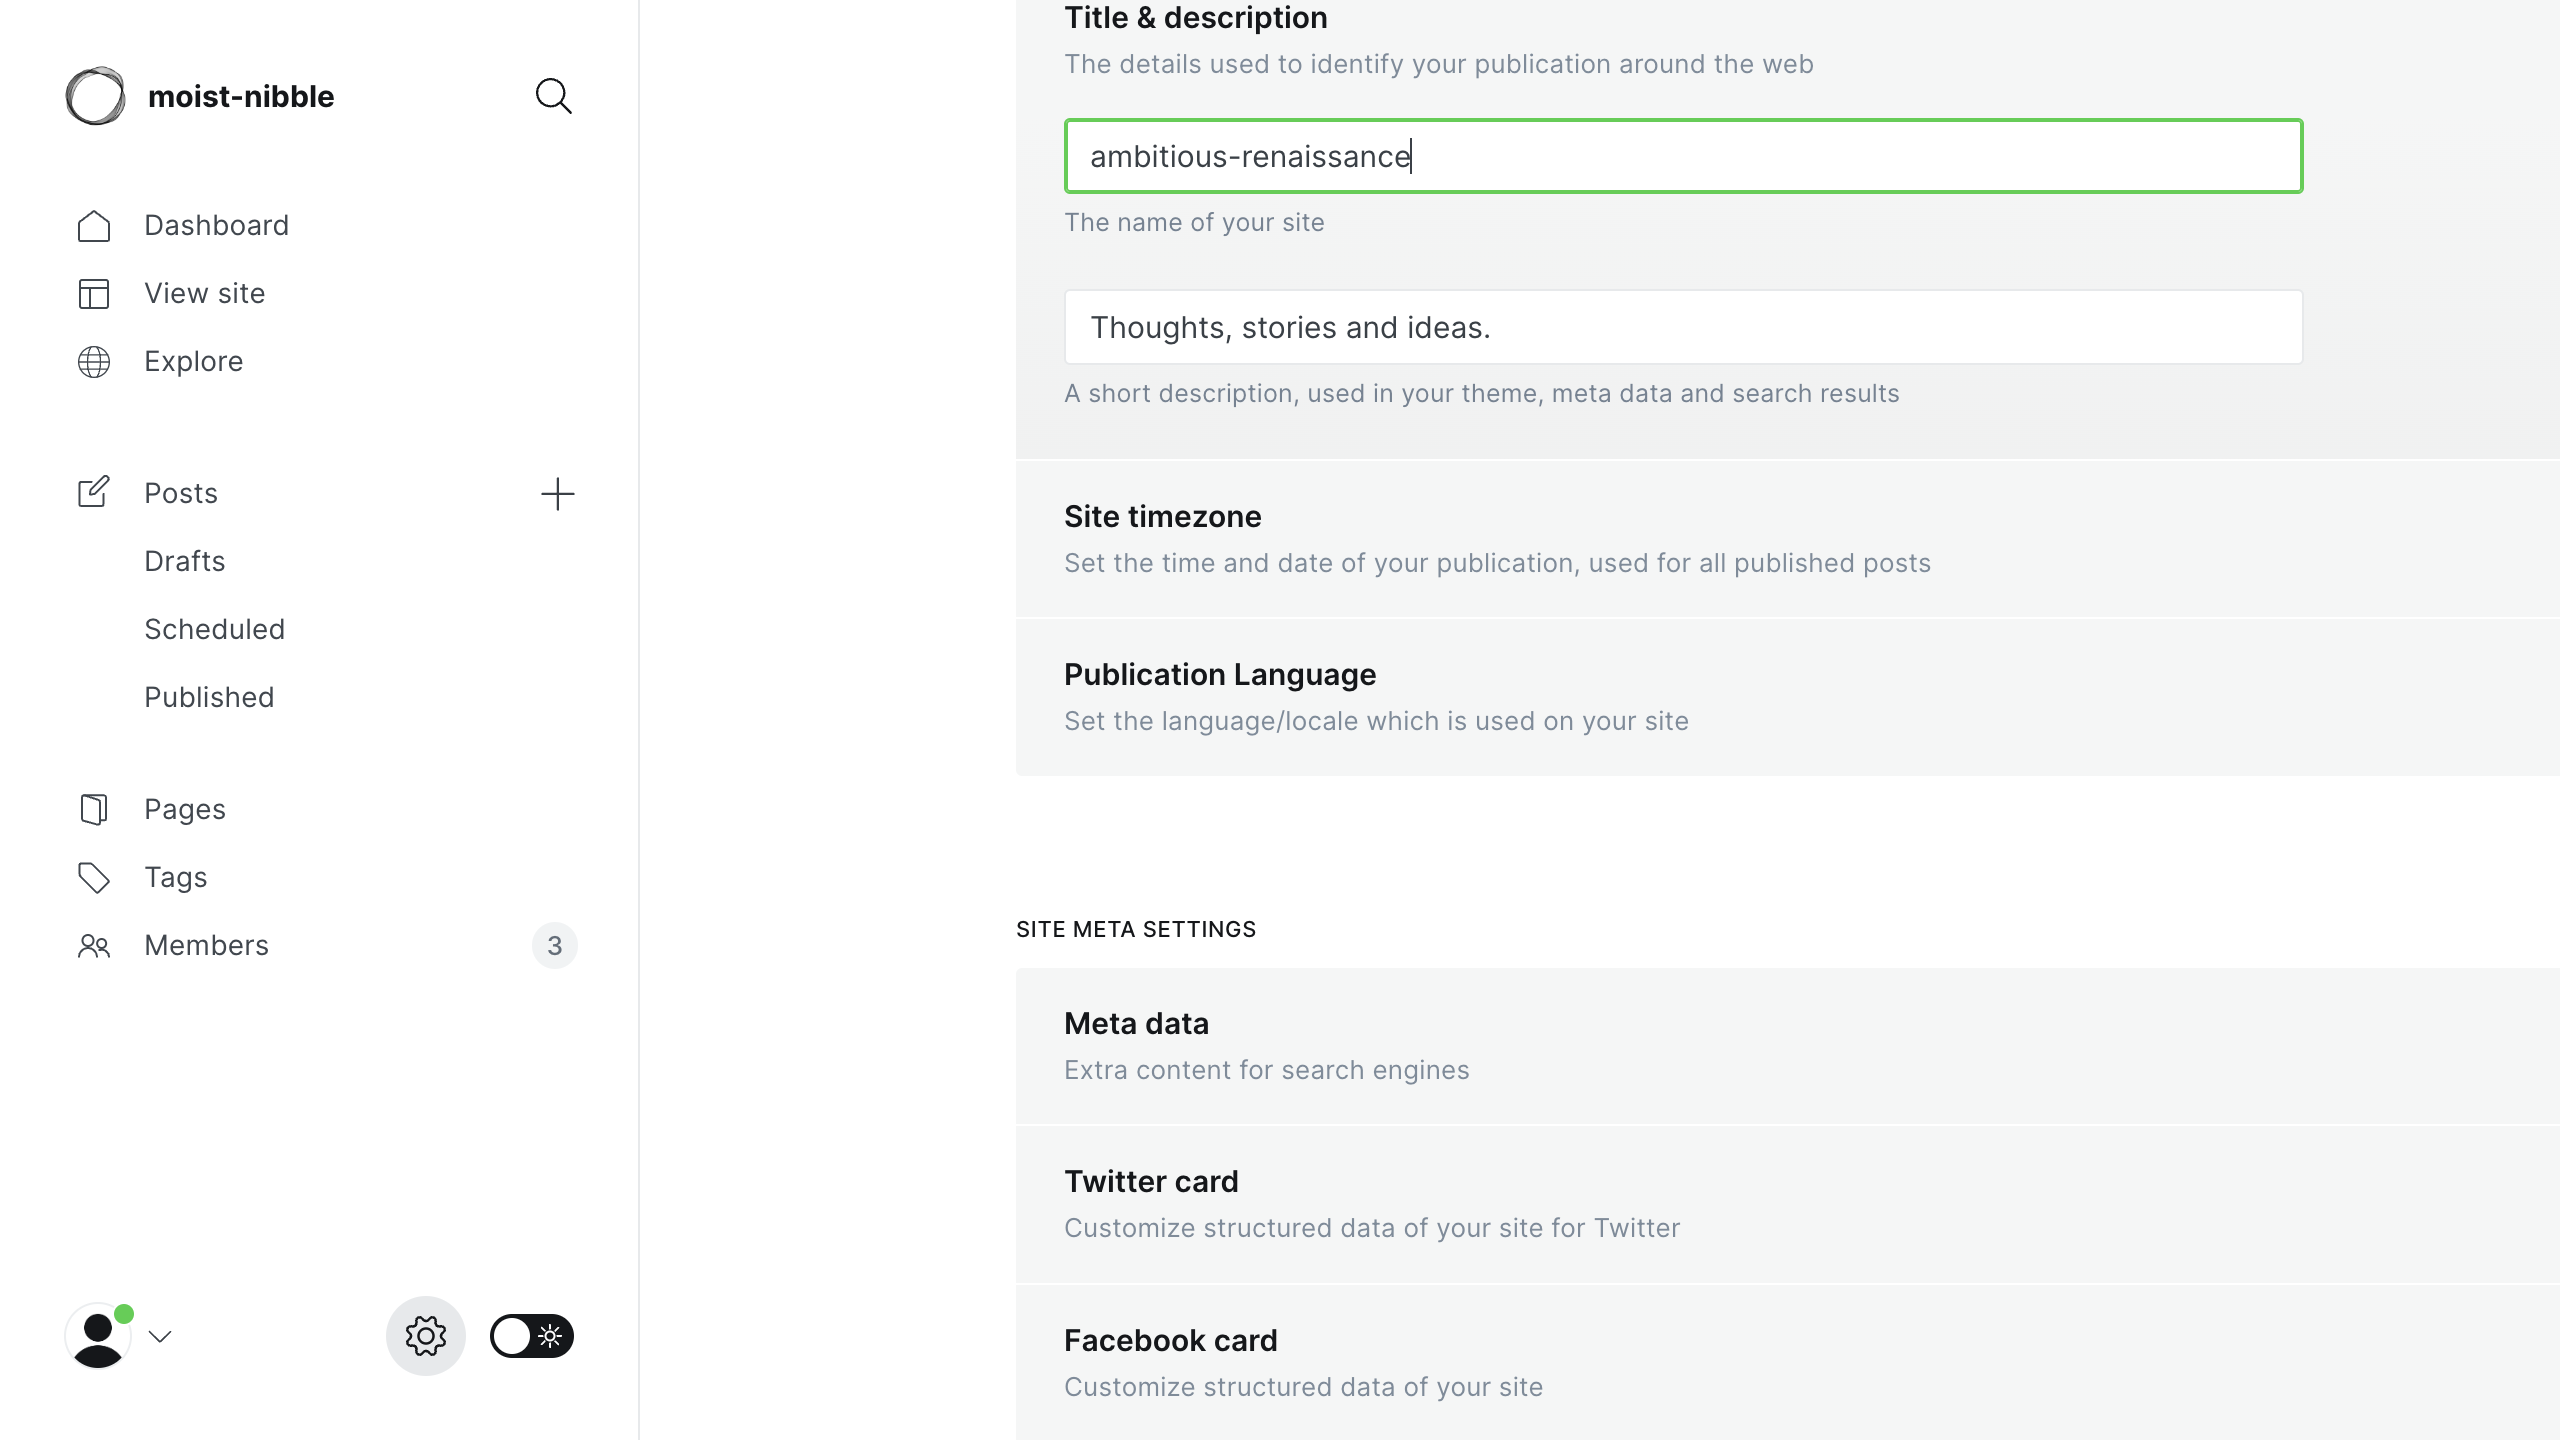 moist-nibble
Dashboard
View site
Explore
Posts
Drafts
Scheduled
Published
Pages
Tags
Members
3
Title & description
The details used to identify your publication around the web
ambitious-renaissance
The name of your site
Thoughts, stories and ideas.
A short description, used in your theme, meta data and search results
Site timezone
Set the time and date of your publication, used for all published posts
Publication Language
Set the language/locale which is used on your site
SITE META SETTINGS
Meta data
Extra content for search engines
Twitter card
Customize structured data of your site for Twitter
Facebook card
Customize structured data of your site